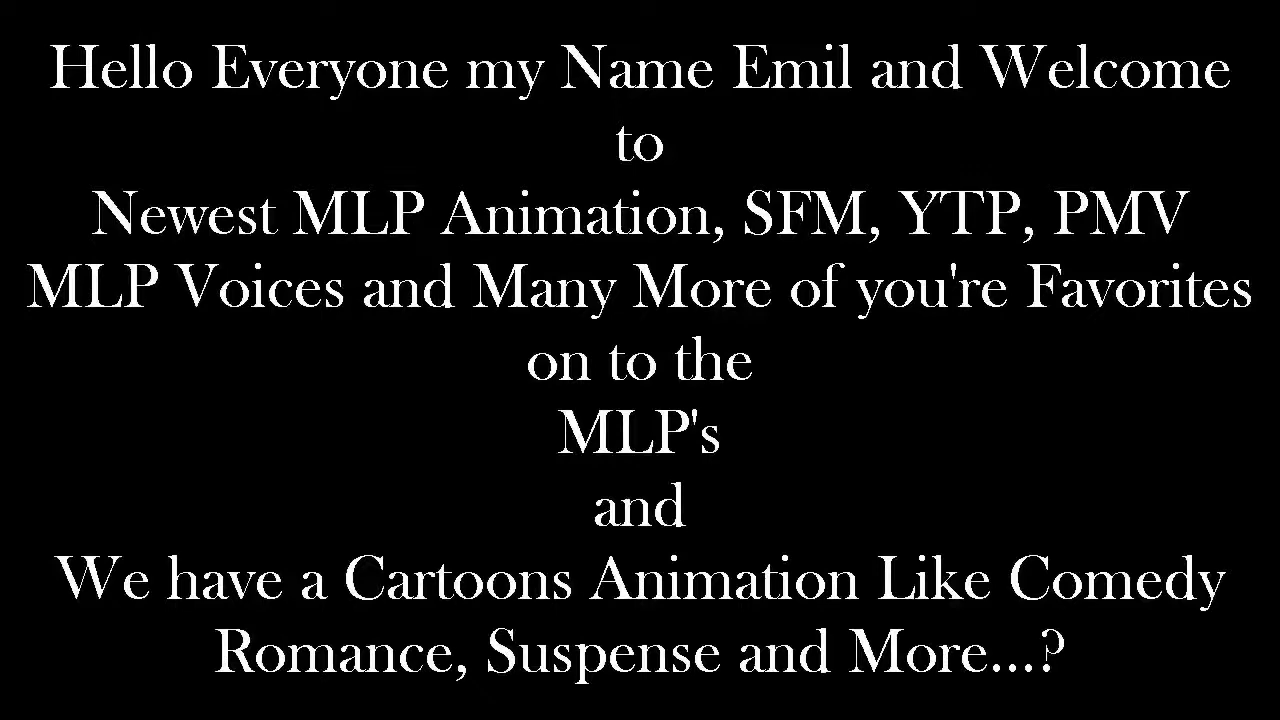 Hello Everyone my Name Emil and Welcome
to
Newest MLP Animation, SFM, YTP, PMV
MLP Voices and Many More of you're Favorites
on to the
MLP's
and
We have a Cartoons Animation Like Comedy
Romance, Suspense and More...?